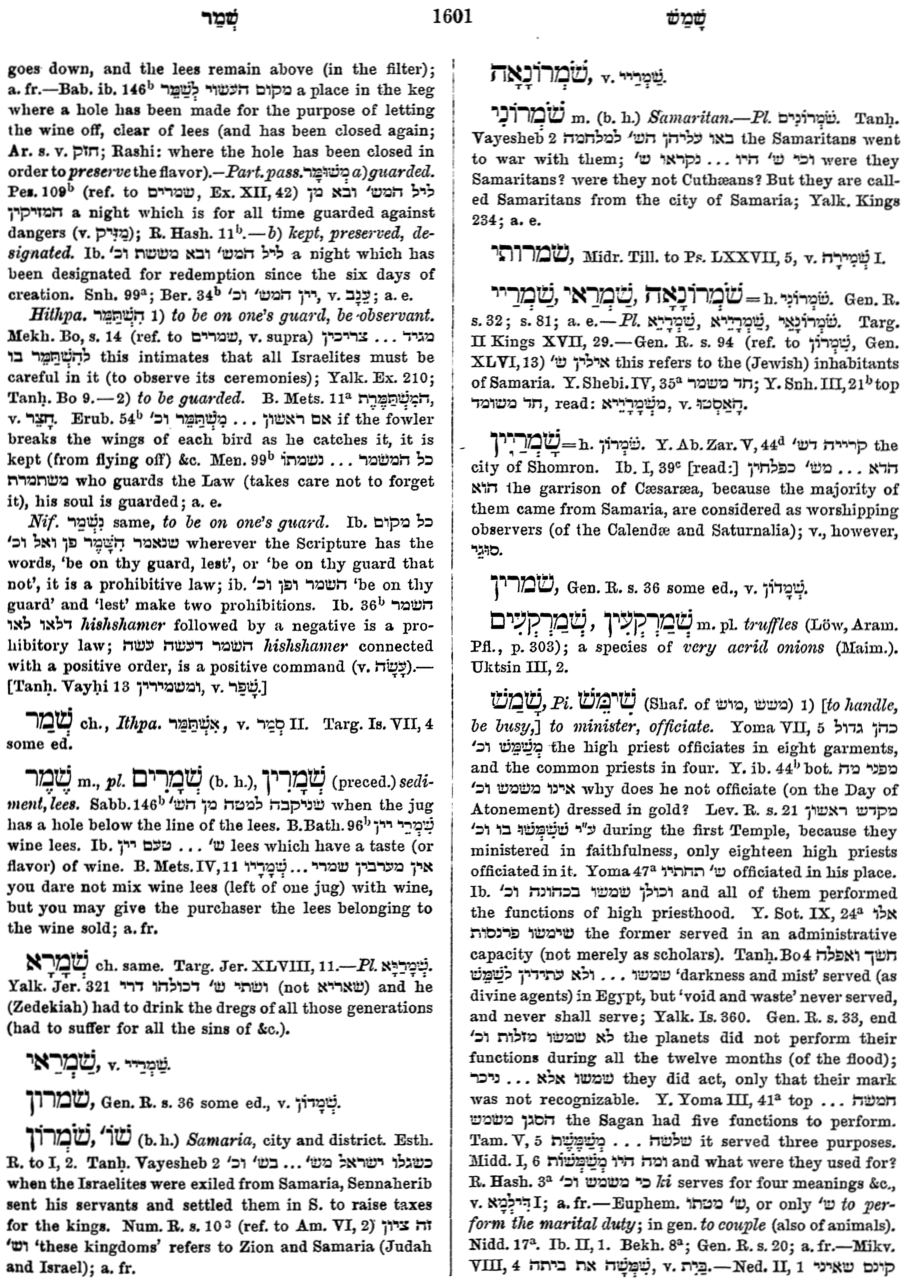 שְׁמַר 1601 שָׁמַשׁ
goes down, and the lees remain above (in the filter);
a. fr.—Bab. ib. 146ᵇ מקום העשוי לְשַׁמֵּר a place in the keg
where a hole has been made for the purpose of letting
the wine off, clear of lees (and has been closed again;
Ar. s. v. חזק; Rashi: where the hole has been closed in
order to preserve the flavor).—Part. pass. מְשׁוּמָּר a) guarded.
Pes. 109ᵇ (ref. to שמרים, Ex. XII, 42) ליל המש׳ ובא מן
המזיקין a night which is for all time guarded against
dangers (v. מַזִּיק); R. Hash. 11ᵇ.—b) kept, preserved, de-
signated. Ib. ליל המש׳ ובא מששת וכ׳ a night which has
been designated for redemption since the six days of
creation. Snh. 99ᵃ; Ber. 34ᵇ יין המש׳ וכ׳, v. עֵנָב; a. e.
Hithpa. הִשְׁתַּמֵּר 1) to be on one's guard, be observant.
Mekh. Bo, s. 14 (ref. to שמרים, v. supra) מגיד ... צריכין
לְהִשְׁתַּמֵּר בו this intimates that all Israelites must be
careful in it (to observe its ceremonies); Yalk. Ex. 210;
Tanḥ. Bo 9.—2) to be guarded. B. Mets. 11ᵃ הַמִּשְׁתַּמֶּרֶת,
v. חָצֵר. Erub. 54ᵇ אם ראשון ... מִשְׁתַּמֵּר וכ׳ if the fowler
breaks the wings of each bird as he catches it, it is
kept (from flying off) &c. Men. 99ᵇ כל המשמר ... נשמתו
משתמרת who guards the Law (takes care not to forget
it), his soul is guarded; a. e.
Nif. נִשְׁמַר same, to be on one's guard. Ib. כל מקום
שנאמר הִשָּׁמֶר פן ואל וכ׳ wherever the Scripture has the
words, 'be on thy guard, lest', or 'be on thy guard that
not', it is a prohibitive law; ib. השמר ופן וכ׳ 'be on thy
guard' and 'lest' make two prohibitions. Ib. 36ᵇ השמר
דלאו לאו hishshamer followed by a negative is a pro-
hibitory law; השמר דעשה עשה hishshamer connected
with a positive order, is a positive command (v. עָשָׂה).—
[Tanḥ. Vayḥi 13 ומשמירין, v. שָׁפַר.]
שְׁמַר ch., Ithpa. אִשְׁתַּמַּר, v. סְמַר II. Targ. Is. VII, 4
some ed.
שֶׁמֶר m., pl. שְׁמָרִים (b. h.), שְׁמָרִין (preced.) sedi-
ment, lees. Sabb. 146ᵇ שניקבה למטה מן הש׳ when the jug
has a hole below the line of the lees. B. Bath. 96ᵇ שִׁמְרֵי יין
wine lees. Ib. ש׳ ... טעם יין lees which have a taste (or
flavor) of wine. B. Mets. IV, 11 אין מערבין שמרי ... שְׁמָרָיו
you dare not mix wine lees (left of one jug) with wine,
but you may give the purchaser the lees belonging to
the wine sold; a. fr.
שְׁמָרָא ch. same. Targ. Jer. XLVIII, 11.—Pl. שְׁמָרַיָּא.
Yalk. Jer. 321 ושתי ש׳ דכולהו דרי (not שאריא) and he
(Zedekiah) had to drink the dregs of all those generations
(had to suffer for all the sins of &c.).
שַׁמְרַאי, v. שַׁמְרַיי.
שמרון, Gen. R. s. 36 some ed., v. שְׁמָדוֹן.
שֹׁמְרוֹן, שׁוֹ׳ (b. h.) Samaria, city and district. Esth.
R. to I, 2. Tanḥ. Vayesheb 2 כשגלו ישראל מש׳ ... בש׳ וכ׳
when the Israelites were exiled from Samaria, Sennaherib
sent his servants and settled them in S. to raise taxes
for the kings. Num. R. s. 10³ (ref. to Am. VI, 2) זה ציון
וש׳ 'these kingdoms' refers to Zion and Samaria (Judah
and Israel); a. fr.
שֹׁמְרוֹנָאָה, v. שַׁמְרַיי.
שֹׁמְרוֹנִי m. (b. h.) Samaritan.—Pl. שֹׁמְרוֹנִים. Tanḥ.
Vayesheb 2 באו עליהן הש׳ למלחמה the Samaritans went
to war with them; וכי ש׳ היו ... נקראו ש׳ were they
Samaritans? were they not Cuthæans? But they are call-
ed Samaritans from the city of Samaria; Yalk. Kings
234; a. e.
שמרותי, Midr. Till. to Ps. LXXVII, 5, v. שְׁמִירָה I.
שֹׁמְרוֹנָאָה, שַׁמְרַאי, שַׁמְרַיי=h. שֹׁמְרוֹנִי. Gen. R.
s. 32; s. 81; a. e.—Pl. שֹׁמְרוֹנָאֵי, שָׁמְרָיֵיא, שָׁמְרָיָא. Targ.
II Kings XVII, 29.—Gen. R. s. 94 (ref. to שִׁמְרוֹן, Gen.
XLVI, 13) אילין ש׳ this refers to the (Jewish) inhabitants
of Samaria. Y. Shebi. IV, 35ᵃ חד משמר; Y. Snh. III, 21ᵇ top
חד משומד, read: מִשָּׁמְרָיֵיא, v. הָאַסְטוּ.
שָׁמְרַיִין=h. שֹׁמְרוֹן. Y. Ab. Zar. V, 44ᵈ קרייה דש׳ the
city of Shomron. Ib. I, 39ᶜ [read:] הדא ... מש׳ כפלחין
הוא the garrison of Cæsaræa, because the majority of
them came from Samaria, are considered as worshipping
observers (of the Calendæ and Saturnalia); v., however,
סוּגֵי.
שמרין, Gen. R. s. 36 some ed., v. שְׁמָדוֹן.
שְׁמַרְקְעִין, שְׁמַרְקָעִים m. pl. truffles (Löw, Aram.
Pfl., p. 303); a species of very acrid onions (Maim.).
Uktsin III, 2.
שָׁמַשׁ, Pi. שִׁימֵּשׁ (Shaf. of מוש, משש) 1) [to handle,
be busy,] to minister, officiate. Yoma VII, 5 כהן גדול
מְשַׁמֵּשׁ וכ׳ the high priest officiates in eight garments,
and the common priests in four. Y. ib. 44ᵇ bot. מפני מה
אינו משמש וכ׳ why does he not officiate (on the Day of
Atonement) dressed in gold? Lev. R. s. 21 מקדש ראשון
ע״י שֶׁשִּׁמְּשׁוּ בו וכ׳ during the first Temple, because they
ministered in faithfulness, only eighteen high priests
officiated in it. Yoma 47ᵃ ש׳ תחתיו officiated in his place.
Ib. וכולן שמשו בכהונה וכ׳ and all of them performed
the functions of high priesthood. Y. Sot. IX, 24ᵃ אלו
שימשו פרנסות the former served in an administrative
capacity (not merely as scholars). Tanḥ. Bo 4 חשך ואפלה
שמשו ... ולא עתידין לְשַׁמֵּשׁ 'darkness and mist' served (as
divine agents) in Egypt, but 'void and waste' never served,
and never shall serve; Yalk. Is. 360. Gen. R. s. 33, end
לא שמשו מזלות וכ׳ the planets did not perform their
functions during all the twelve months (of the flood);
שמשו אלא ... ניכר they did act, only that their mark
was not recognizable. Y. Yoma III, 41ᵃ top חמשה ...
הסגן משמש the Sagan had five functions to perform.
Tam. V, 5 שלשה ... מְשַׁמֶּשֶׁת it served three purposes.
Midd. I, 6 ומה היו מְשַׁמְּשׁוֹת and what were they used for?
R. Hash. 3ᵃ כי משמש וכ׳ ki serves for four meanings &c.,
v. דִּילְמָא I; a. fr.—Euphem. ש׳ מטתו, or only ש׳ to per-
form the marital duty; in gen. to couple (also of animals).
Nidd. 17ᵃ. Ib. II, 1. Bekh. 8ᵃ; Gen. R. s. 20; a. fr.—Mikv.
VIII, 4 שִׁמְּשָׁה את ביתה, v. בַּיִת.—Ned. II, 1 קונם שאיני